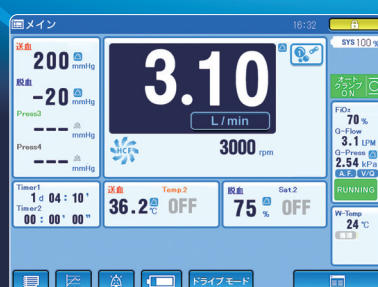 メイン 16:32
送血
200 mmHg
脱血
-20 mmHg
Press3
--- mmHg
Press4
--- mmHg
3.10
L/min
HCF
3000 rpm
SYS 100 %
オート
クランプ
ON
FiO₂
70 %
G-Flow
3.1 LPM
G-Press
2.54 kPa
A.F. V/Q
RUNNING
Timer1
1 d 04 : 10'
Timer2
00 : 00' 00"
送血 Temp.2
36.2 ℃ OFF
脱血 Sat.2
75 % OFF
W-Temp
24 ℃
ドライブモード